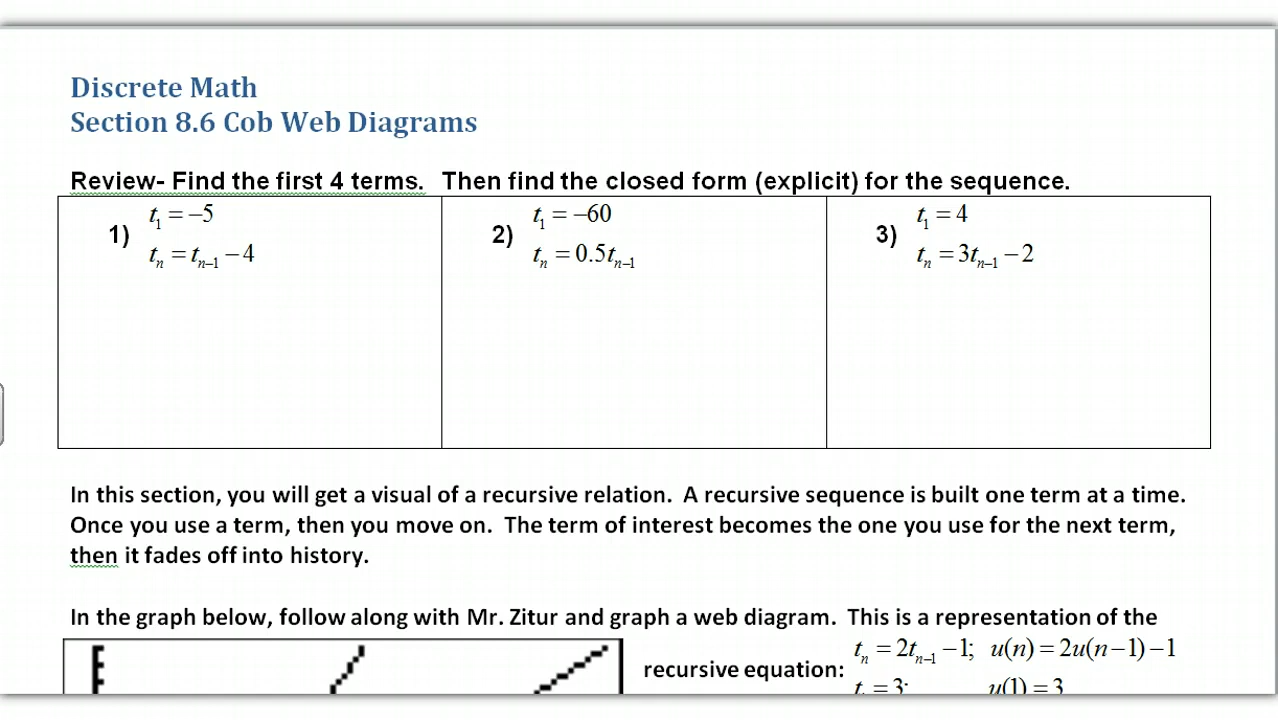 Discrete Math
Section 8.6 Cob Web Diagrams
Review- Find the first 4 terms.  Then find the closed form (explicit) for the sequence.
1) t₁ = –5
tₙ = tₙ₋₁ – 4
2) t₁ = –60
tₙ = 0.5tₙ₋₁
3) t₁ = 4
tₙ = 3tₙ₋₁ – 2
In this section, you will get a visual of a recursive relation.  A recursive sequence is built one term at a time.
Once you use a term, then you move on.  The term of interest becomes the one you use for the next term,
then it fades off into history.
In the graph below, follow along with Mr. Zitur and graph a web diagram.  This is a representation of the
recursive equation: tₙ = 2tₙ₋₁ – 1;  u(n) = 2u(n–1) – 1
u(1) = 3